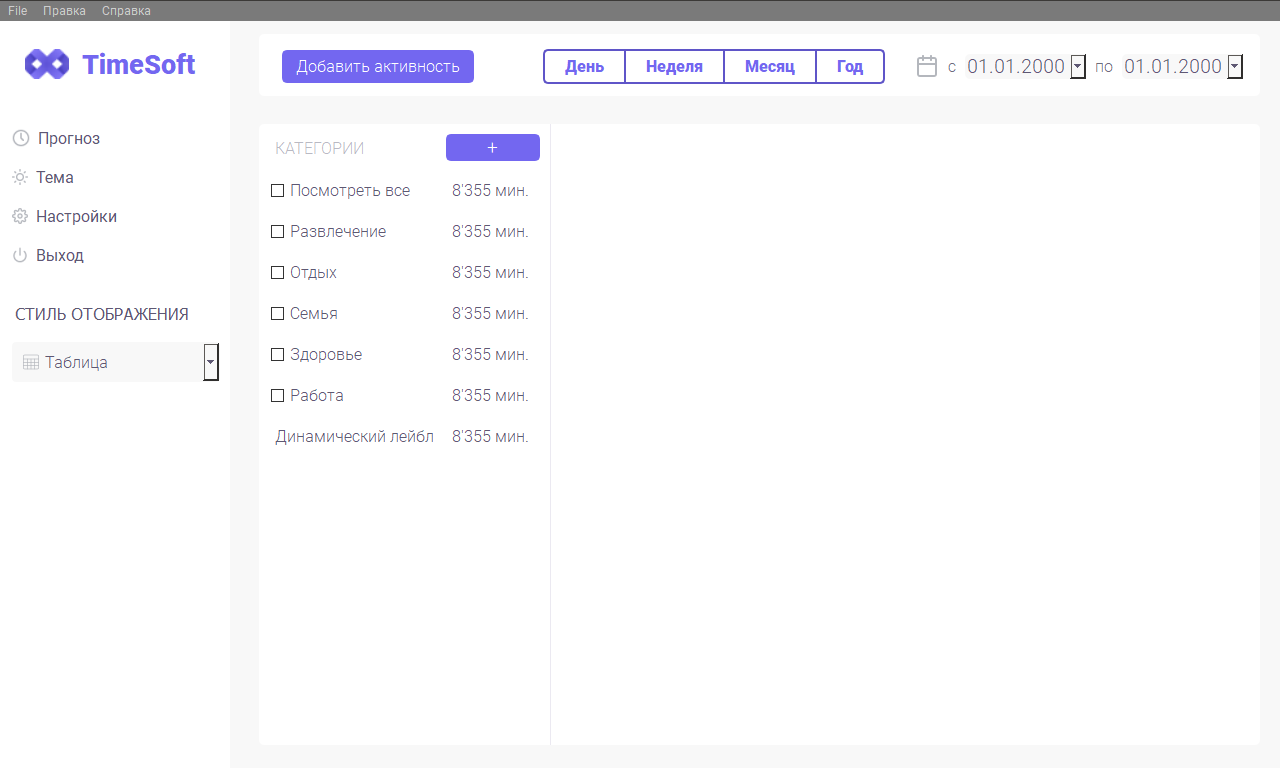 File Правка Справка
TimeSoft
Прогноз
Тема
Настройки
Выход
СТИЛЬ ОТОБРАЖЕНИЯ
Таблица
Добавить активность
День Неделя Месяц Год
с 01.01.2000 по 01.01.2000
КАТЕГОРИИ +
Посмотреть все 8'355 мин.
Развлечение 8'355 мин.
Отдых 8'355 мин.
Семья 8'355 мин.
Здоровье 8'355 мин.
Работа 8'355 мин.
Динамический лейбл 8'355 мин.